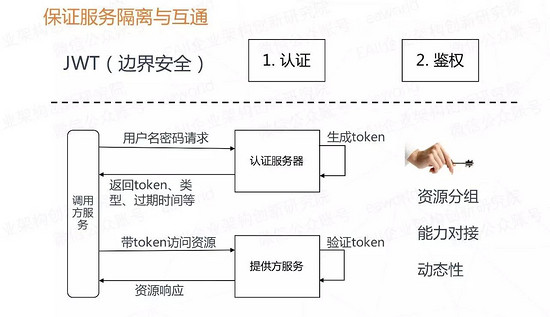 保证服务隔离与互通
JWT（边界安全）
1. 认证
2. 鉴权
用户名密码请求
生成token
认证服务器
返回token、类
型、过期时间等
调用
方服
务
带token访问资源
验证token
提供方服务
资源响应
资源分组
能力对接
动态性